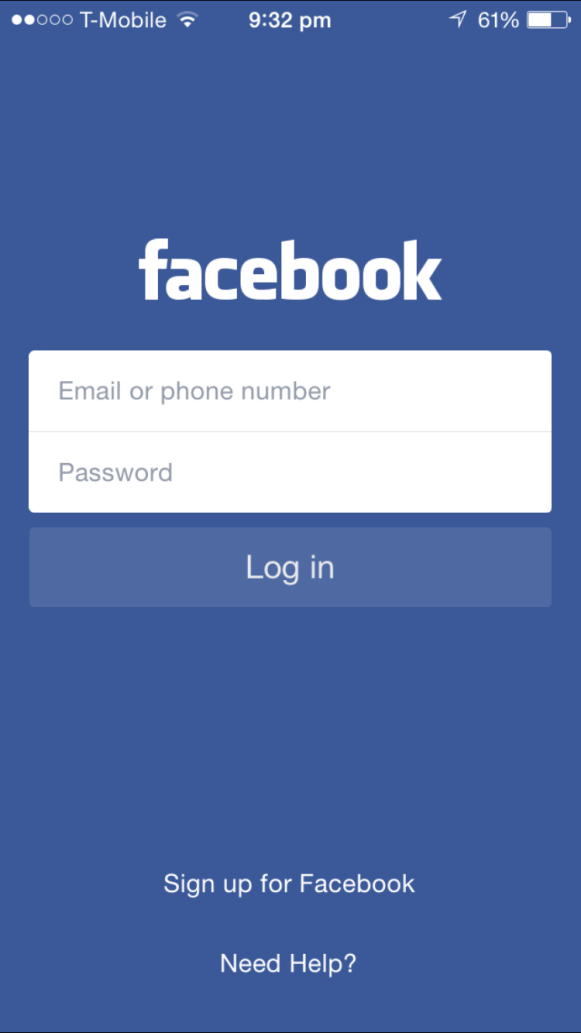 T-Mobile 9:32 pm 61%
facebook
Email or phone number
Password
Log in
Sign up for Facebook
Need Help?